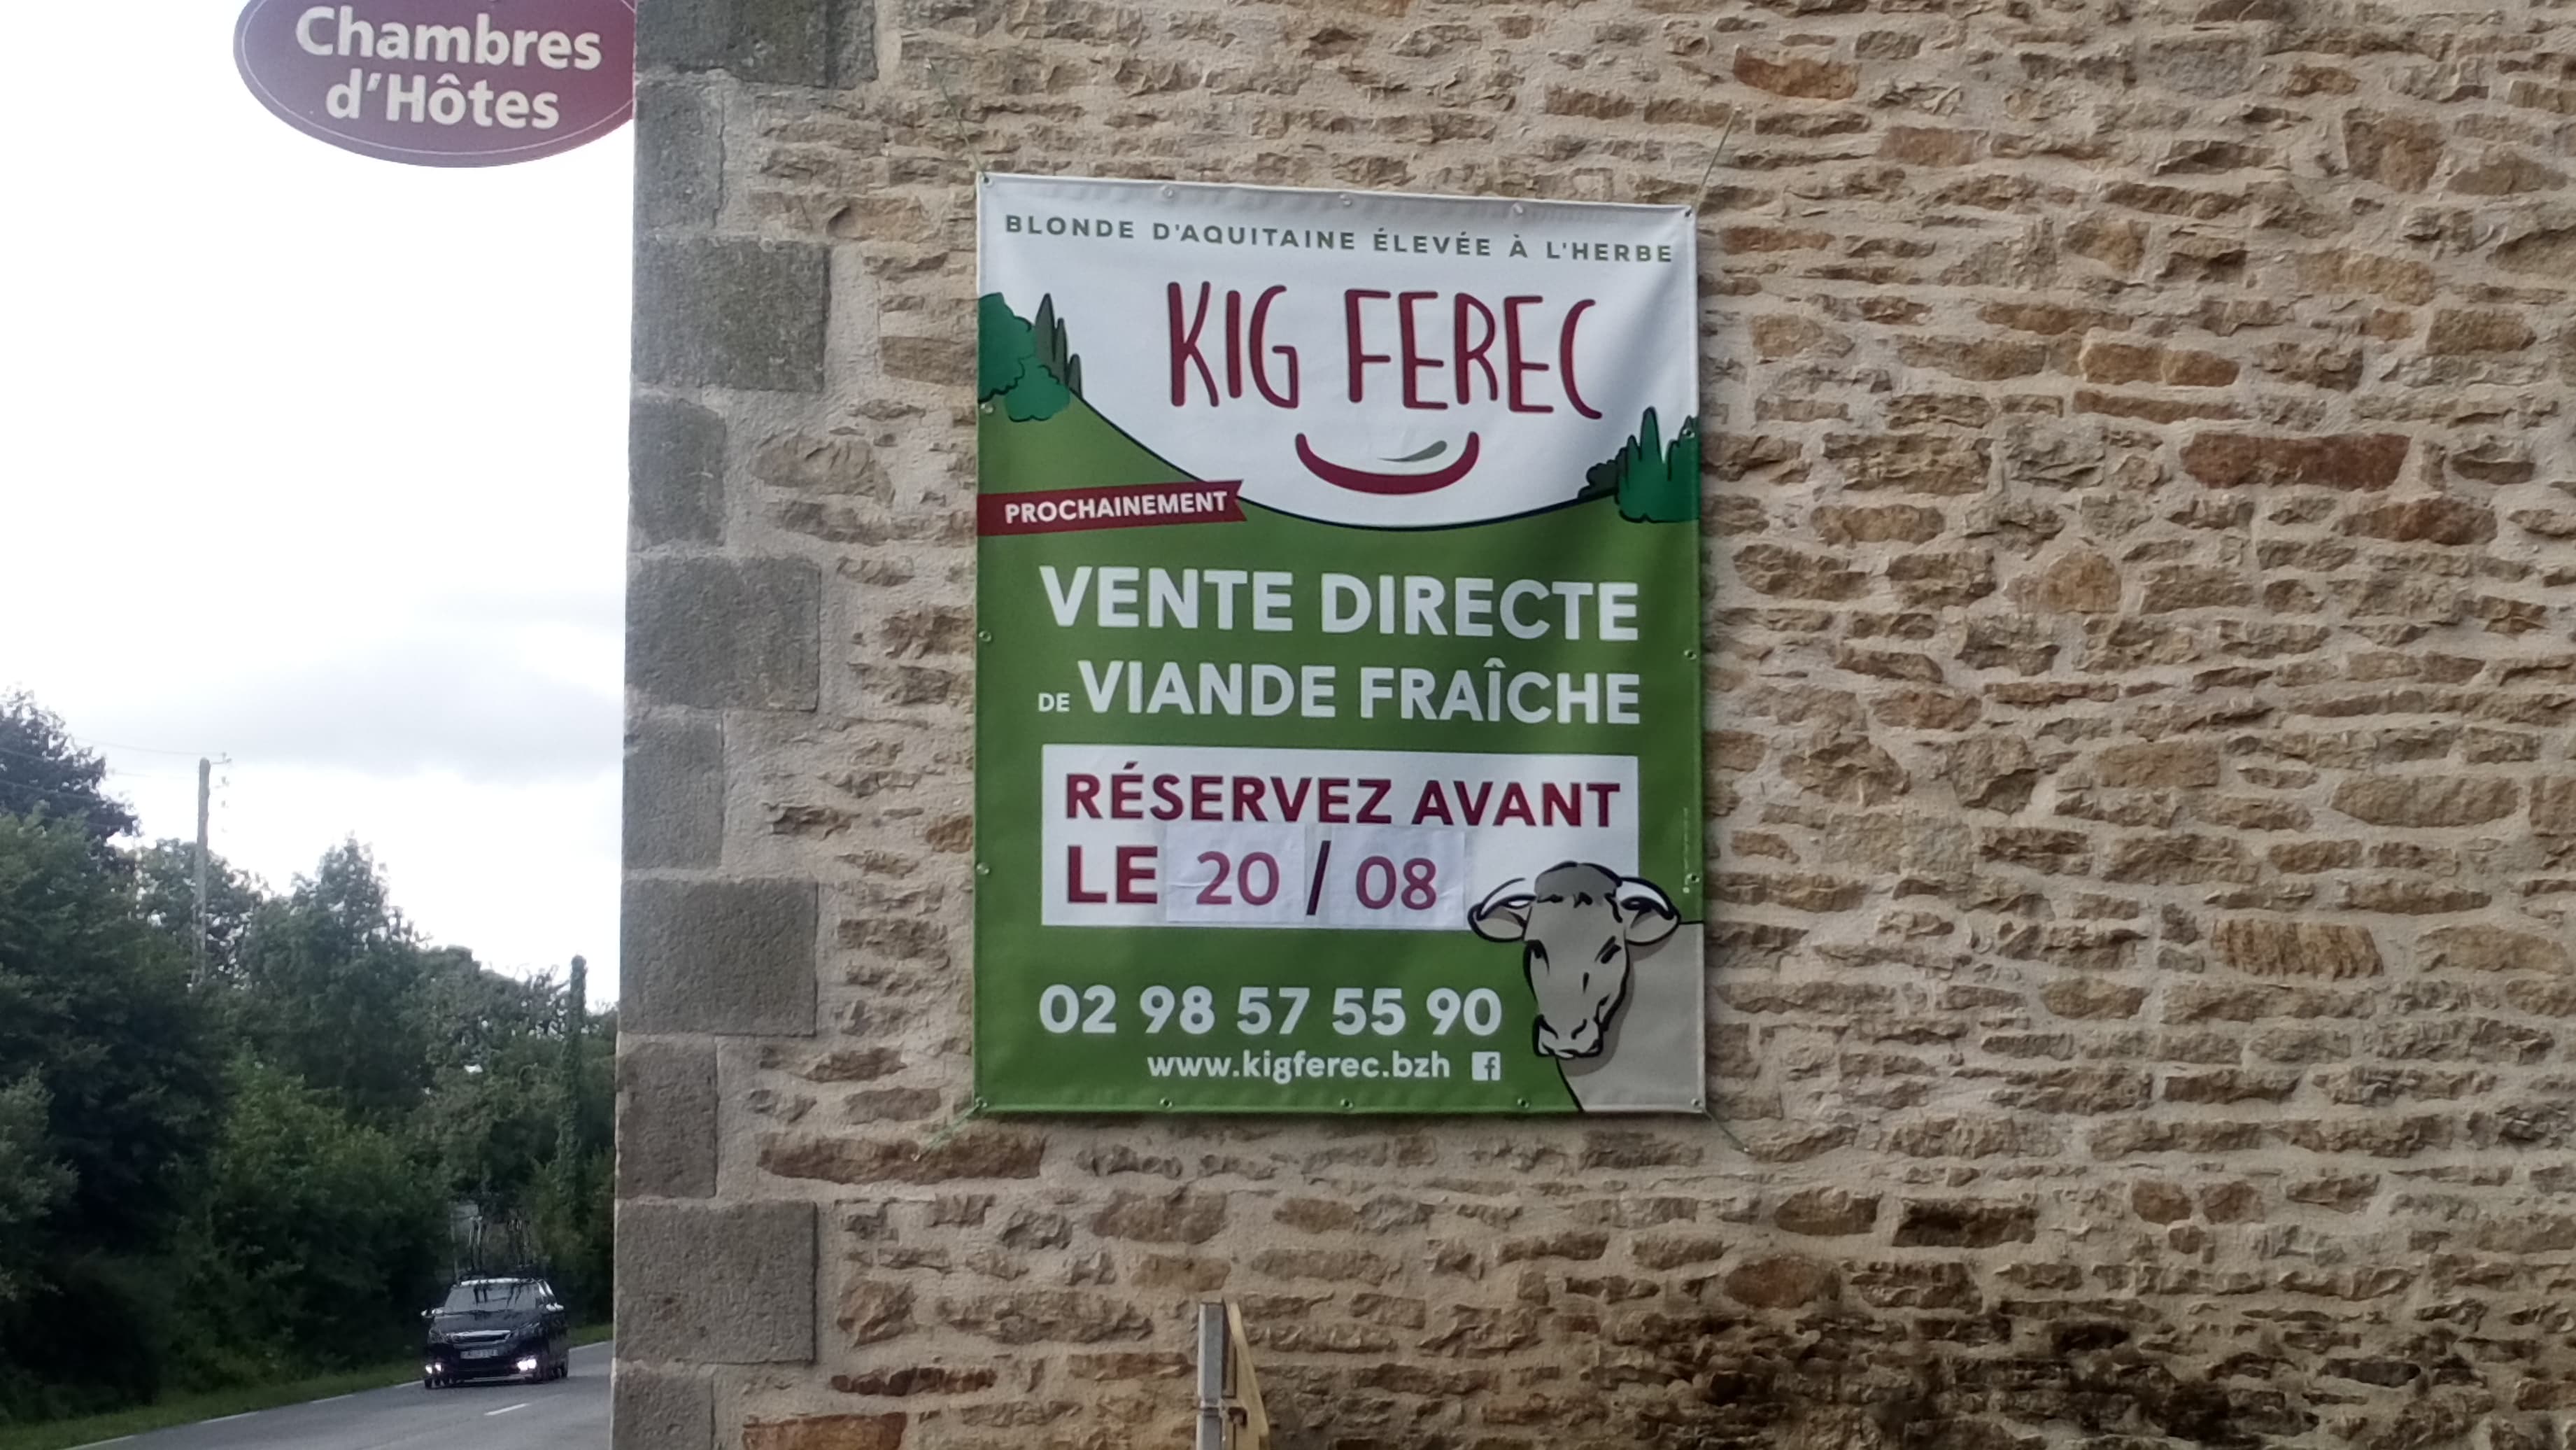 Chambres
d'Hôtes
BLONDE D'AQUITAINE ÉLEVÉE À L'HERBE
KIG FEREC
PROCHAINEMENT
VENTE DIRECTE
DE VIANDE FRAÎCHE
RÉSERVEZ AVANT
LE 20 / 08
02 98 57 55 90
www.kigferec.bzh f